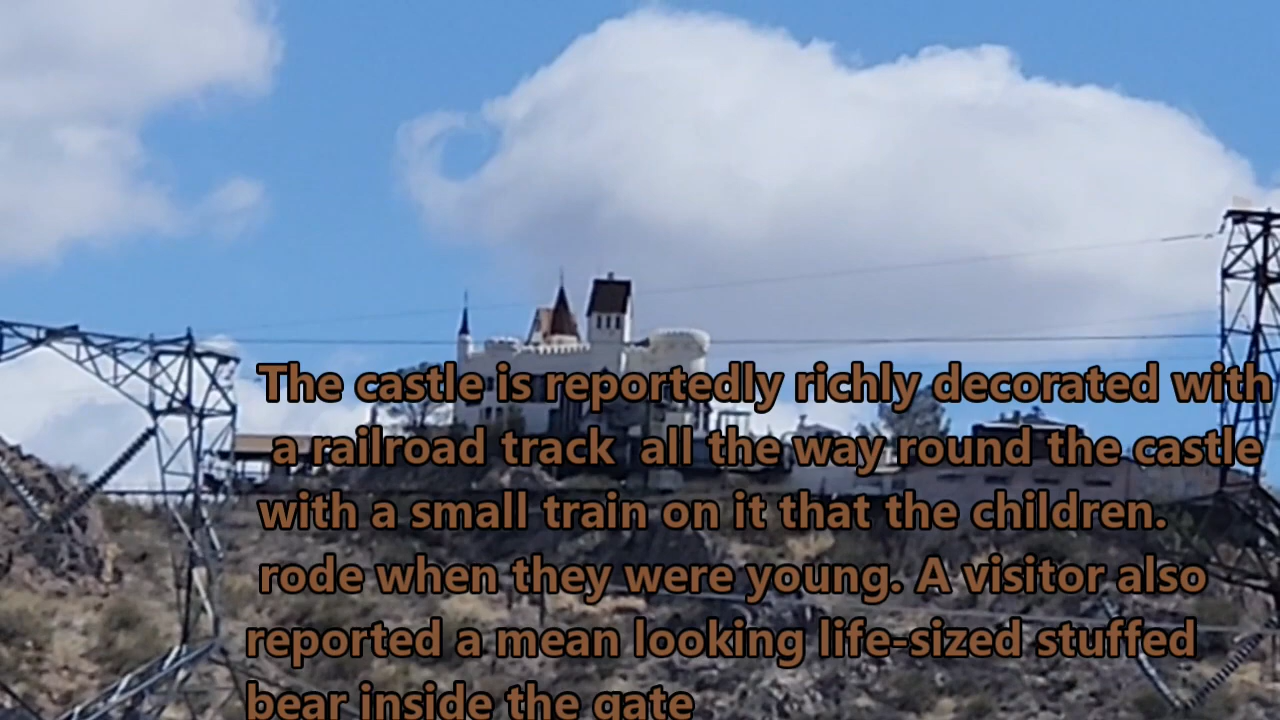 The castle is reportedly richly decorated with
a railroad track  all the way round the castle
with a small train on it that the children.
rode when they were young. A visitor also
reported a mean looking life-sized stuffed
bear inside the gate